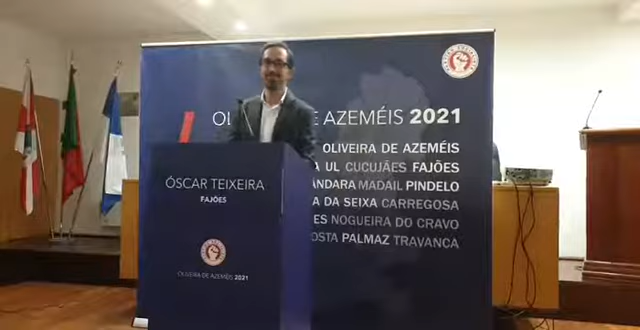 OL DE AZEMÉIS 2021
OLIVEIRA DE AZEMÉIS
UL CUCUJÃES FAJÕES
MADAIL PINDELO
DA SEIXA CARREGOSA
NOGUEIRA DO CRAVO
PALMAZ TRAVANCA
ÓSCAR TEIXEIRA
FAJÕES
OLIVEIRA DE AZEMÉIS 2021